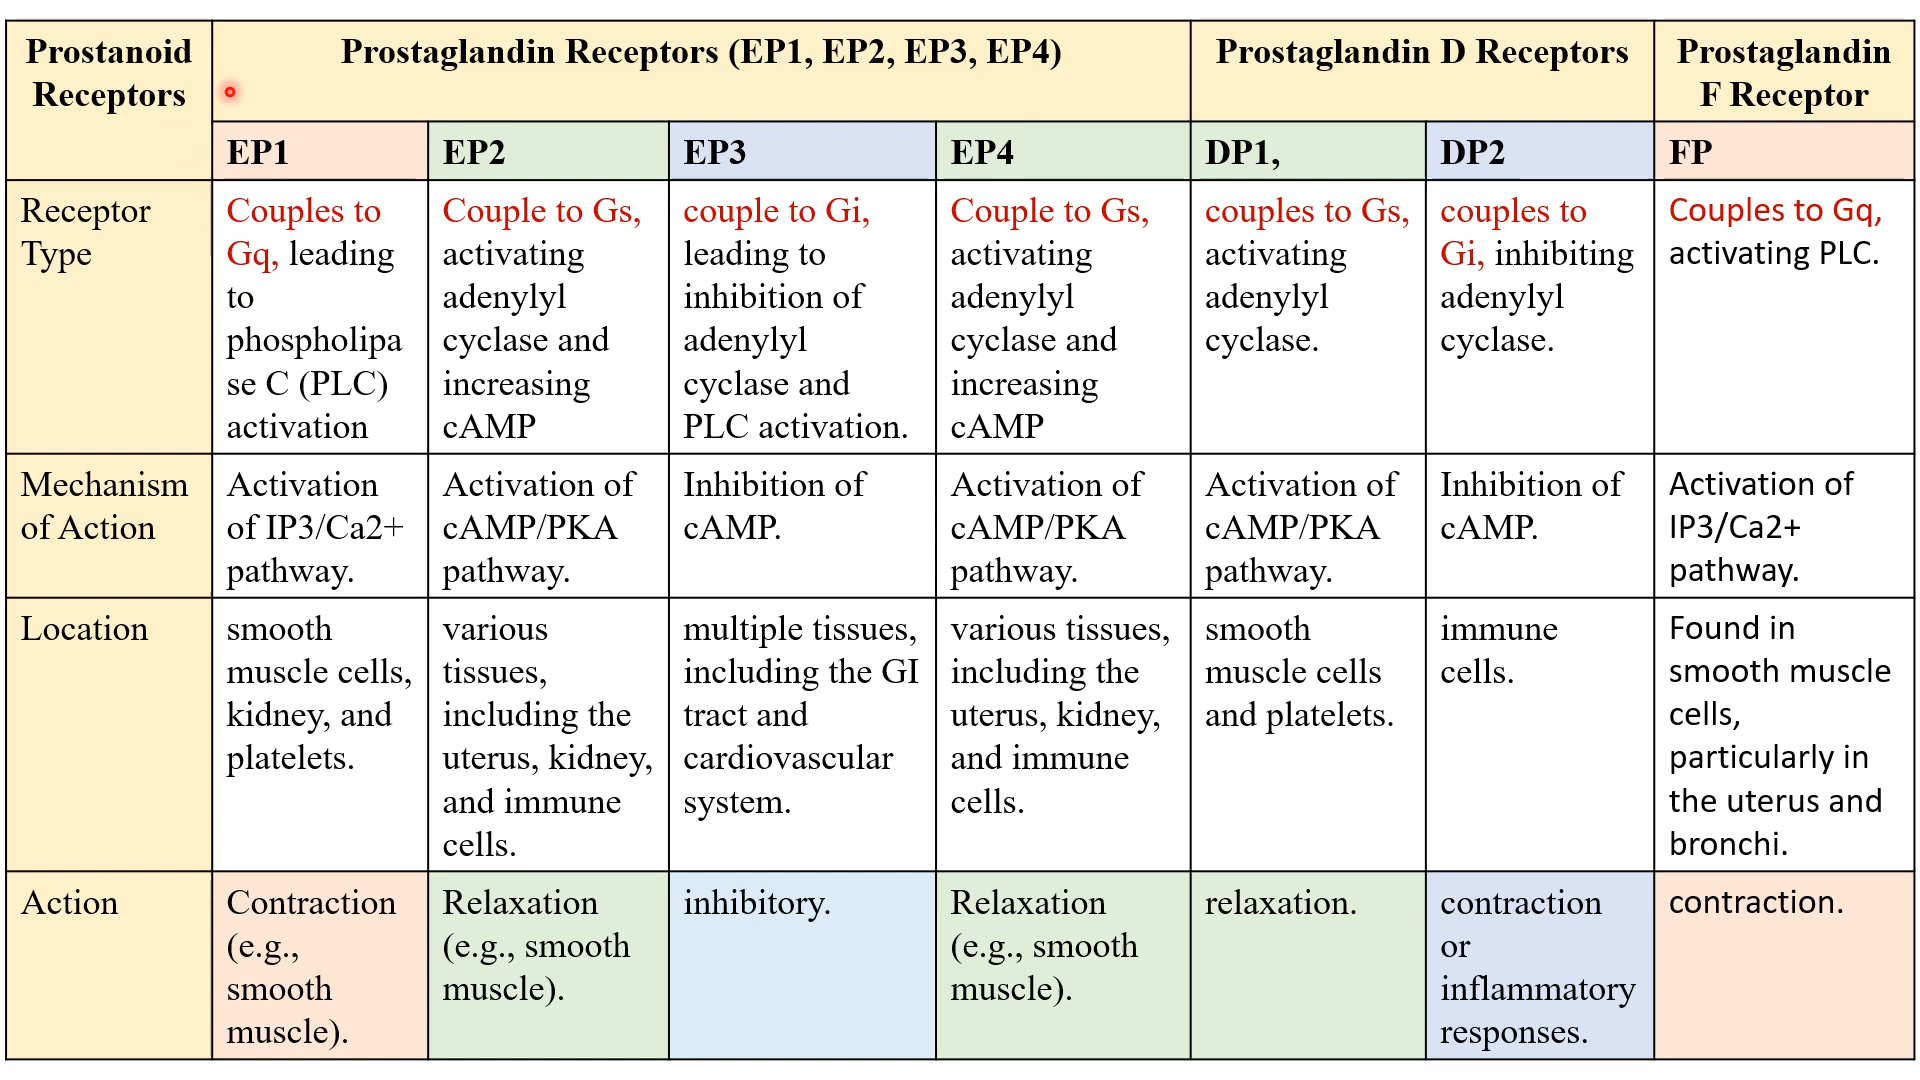 Prostanoid
Receptors
Prostaglandin Receptors (EP1, EP2, EP3, EP4)
Prostaglandin D Receptors
Prostaglandin
F Receptor
EP1
EP2
EP3
EP4
DP1,
DP2
FP
Receptor
Type
Couples to
Gq, leading
to
phospholipa
se C (PLC)
activation
Couple to Gs,
activating
adenylyl
cyclase and
increasing
cAMP
couple to Gi,
leading to
inhibition of
adenylyl
cyclase and
PLC activation.
Couple to Gs,
activating
adenylyl
cyclase and
increasing
cAMP
couples to Gs,
activating
adenylyl
cyclase.
couples to
Gi, inhibiting
adenylyl
cyclase.
Couples to Gq,
activating PLC.
Mechanism
of Action
Activation
of IP3/Ca2+
pathway.
Activation of
cAMP/PKA
pathway.
Inhibition of
cAMP.
Activation of
cAMP/PKA
pathway.
Activation of
cAMP/PKA
pathway.
Inhibition of
cAMP.
Activation of
IP3/Ca2+
pathway.
Location
smooth
muscle cells,
kidney, and
platelets.
various
tissues,
including the
uterus, kidney,
and immune
cells.
multiple tissues,
including the GI
tract and
cardiovascular
system.
various tissues,
including the
uterus, kidney,
and immune
cells.
smooth
muscle cells
and platelets.
immune
cells.
Found in
smooth muscle
cells,
particularly in
the uterus and
bronchi.
Action
Contraction
(e.g.,
smooth
muscle).
Relaxation
(e.g., smooth
muscle).
inhibitory.
Relaxation
(e.g., smooth
muscle).
relaxation.
contraction
or
inflammatory
responses.
contraction.